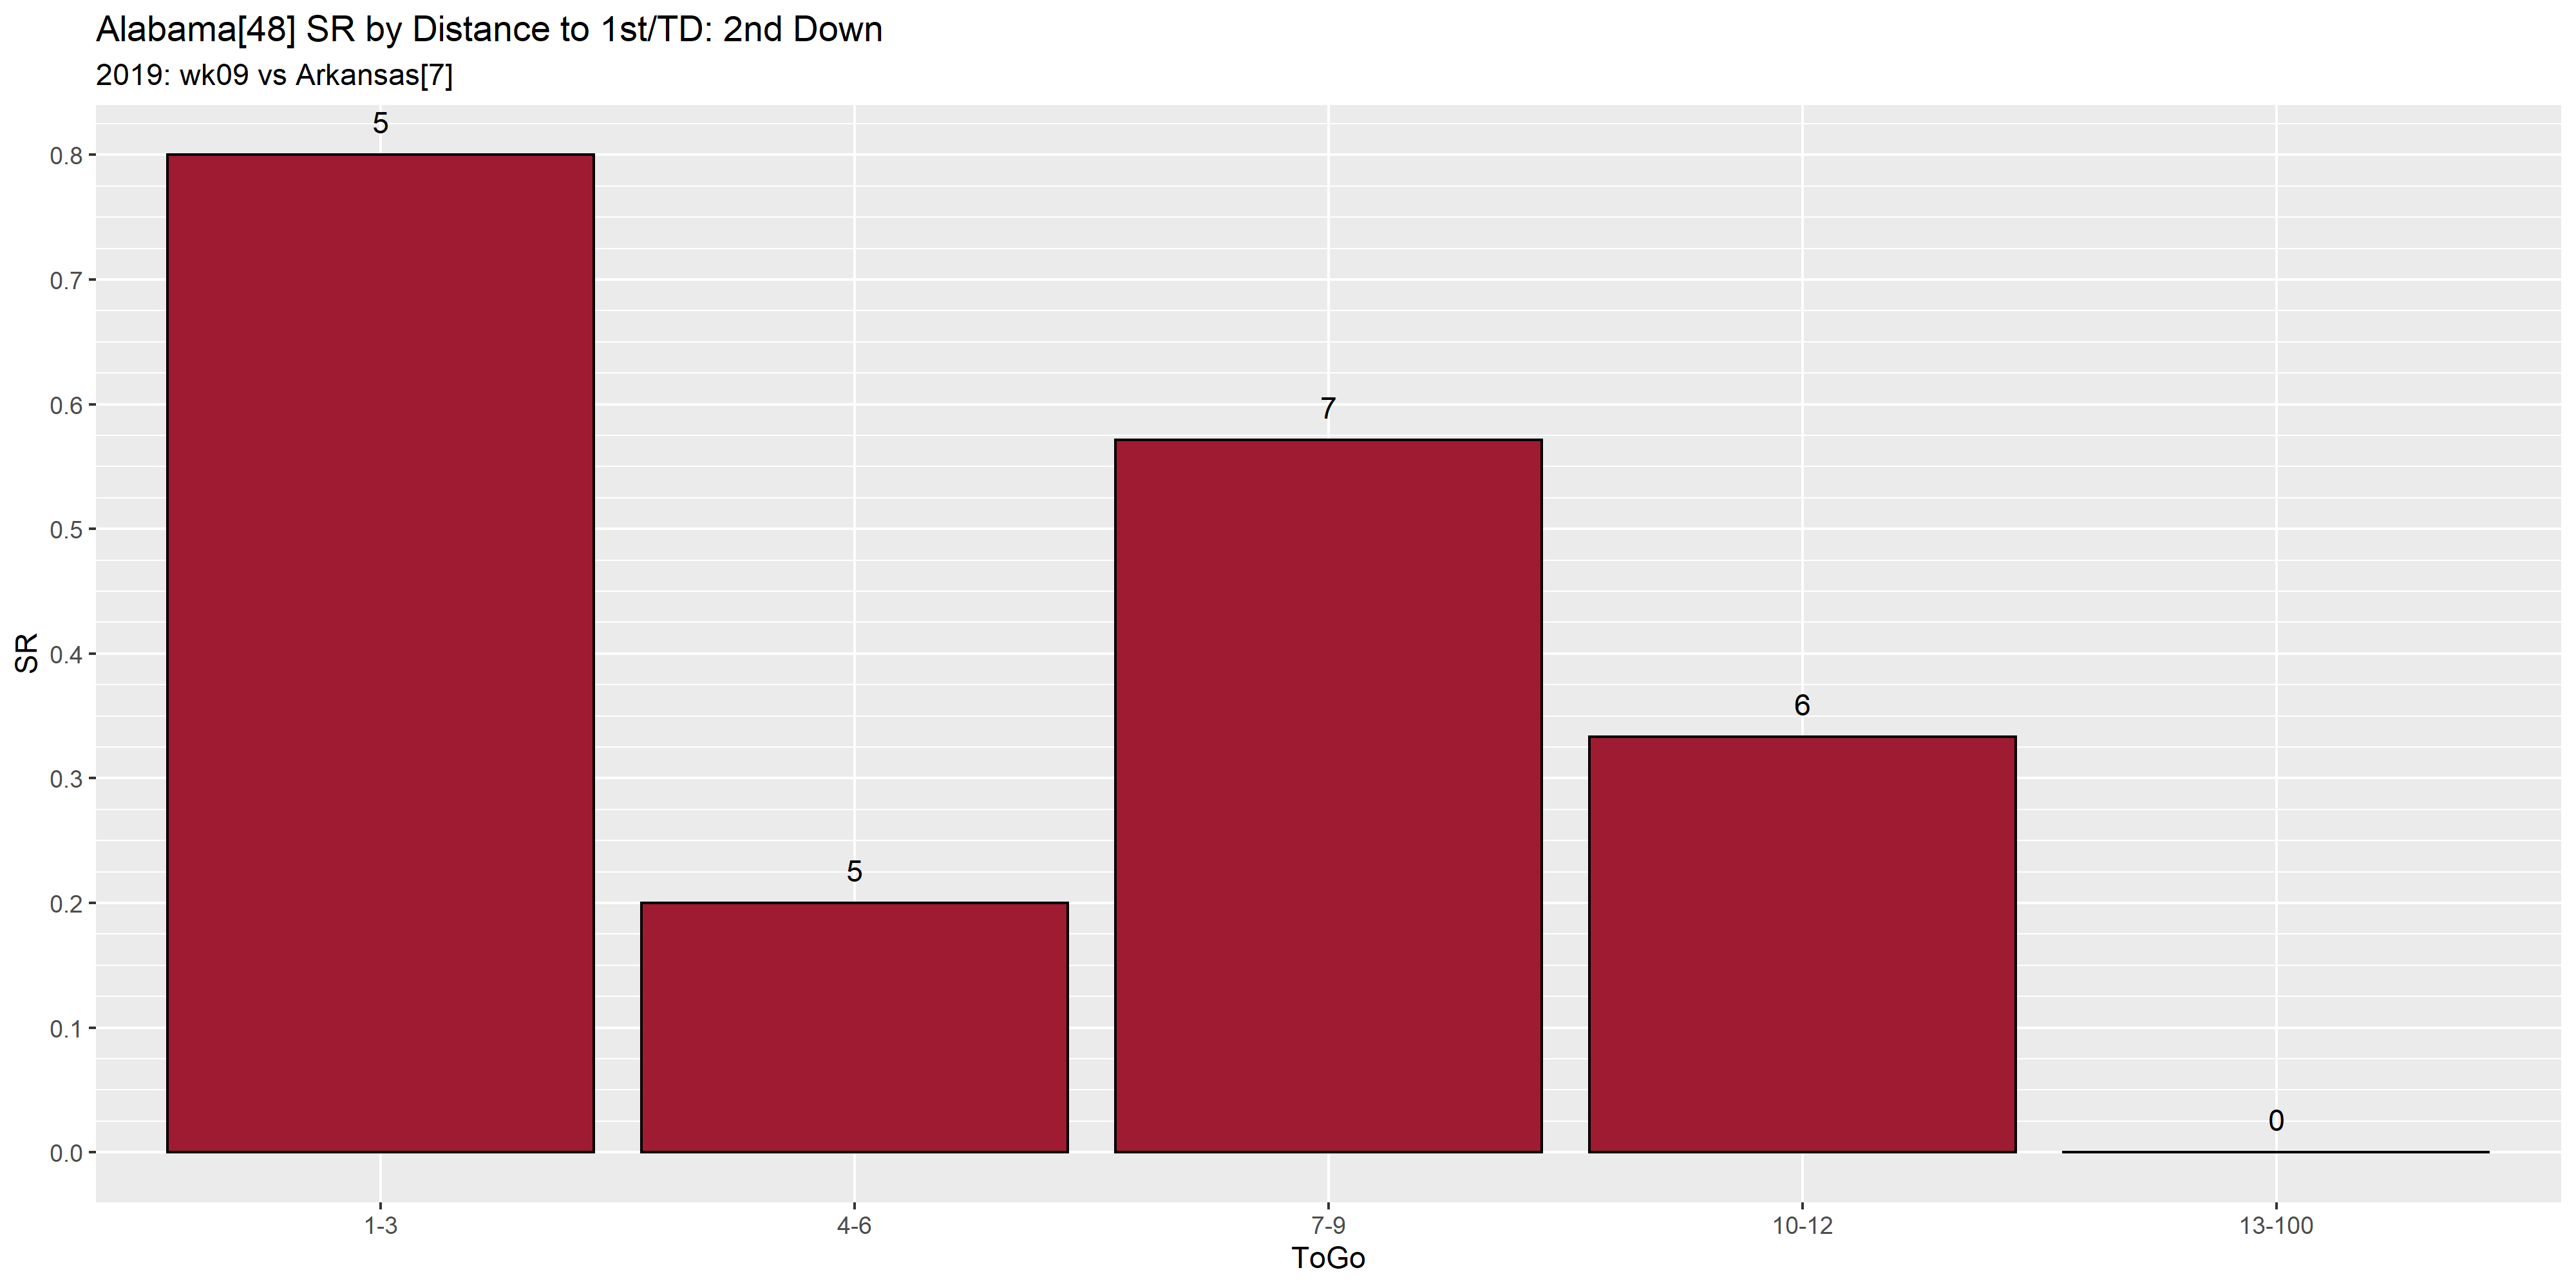 Alabama[48] SR by Distance to 1st/TD: 2nd Down
2019: wk09 vs Arkansas[7]
5
0.8
0.7
0.6
7
0.5
SR
0.4
6
0.3
5
0.2
0.1
0
0.0
1-3 4-6 7-9 10-12 13-100
ToGo